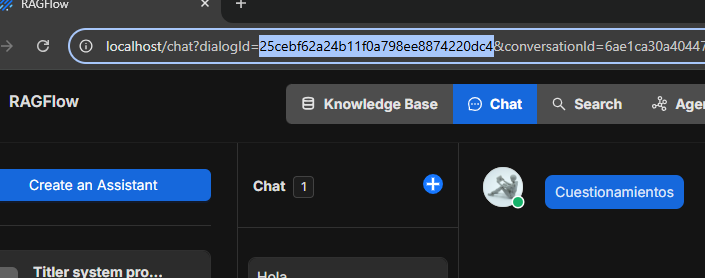 RAGFlow
localhost/chat?dialogId=25cebf62a24b11f0a798ee8874220dc4&conversationId=6ae1ca30a40447
RAGFlow
Knowledge Base
Chat
Search
Create an Assistant
Chat 1
Cuestionamientos
Titler system pro...
Hola